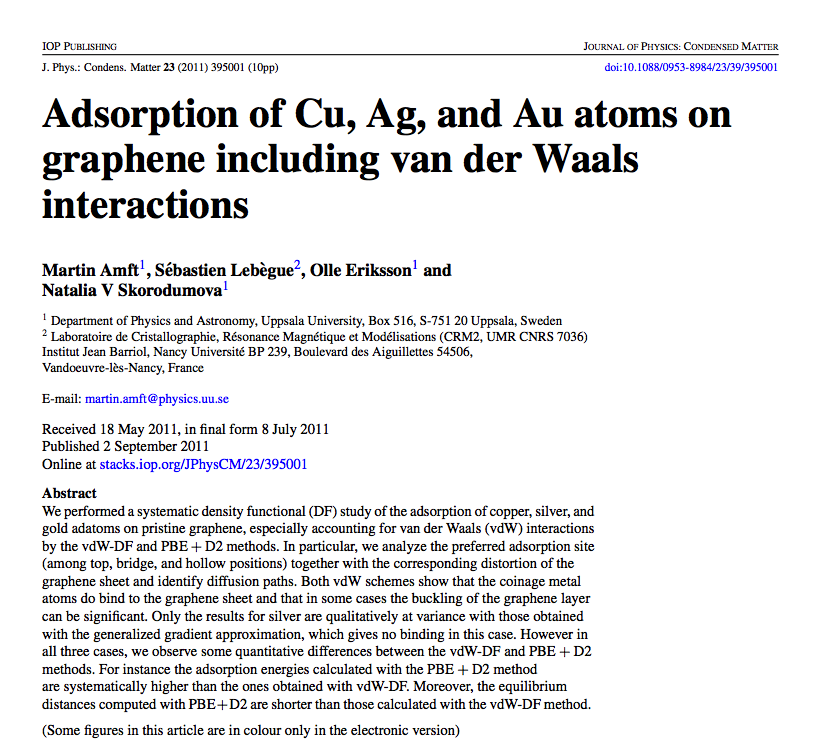 IOP PUBLISHING JOURNAL OF PHYSICS: CONDENSED MATTER
J. Phys.: Condens. Matter 23 (2011) 395001 (10pp) doi:10.1088/0953-8984/23/39/395001
Adsorption of Cu, Ag, and Au atoms on
graphene including van der Waals
interactions
Martin Amft1, Sébastien Lebègue2, Olle Eriksson1 and
Natalia V Skorodumova1
1 Department of Physics and Astronomy, Uppsala University, Box 516, S-751 20 Uppsala, Sweden
2 Laboratoire de Cristallographie, Résonance Magnétique et Modélisations (CRM2, UMR CNRS 7036)
Institut Jean Barriol, Nancy Université BP 239, Boulevard des Aiguillettes 54506,
Vandoeuvre-lès-Nancy, France
E-mail: martin.amft@physics.uu.se
Received 18 May 2011, in final form 8 July 2011
Published 2 September 2011
Online at stacks.iop.org/JPhysCM/23/395001
Abstract
We performed a systematic density functional (DF) study of the adsorption of copper, silver, and
gold adatoms on pristine graphene, especially accounting for van der Waals (vdW) interactions
by the vdW-DF and PBE + D2 methods. In particular, we analyze the preferred adsorption site
(among top, bridge, and hollow positions) together with the corresponding distortion of the
graphene sheet and identify diffusion paths. Both vdW schemes show that the coinage metal
atoms do bind to the graphene sheet and that in some cases the buckling of the graphene layer
can be significant. Only the results for silver are qualitatively at variance with those obtained
with the generalized gradient approximation, which gives no binding in this case. However in
all three cases, we observe some quantitative differences between the vdW-DF and PBE + D2
methods. For instance the adsorption energies calculated with the PBE + D2 method
are systematically higher than the ones obtained with vdW-DF. Moreover, the equilibrium
distances computed with PBE+D2 are shorter than those calculated with the vdW-DF method.
(Some figures in this article are in colour only in the electronic version)